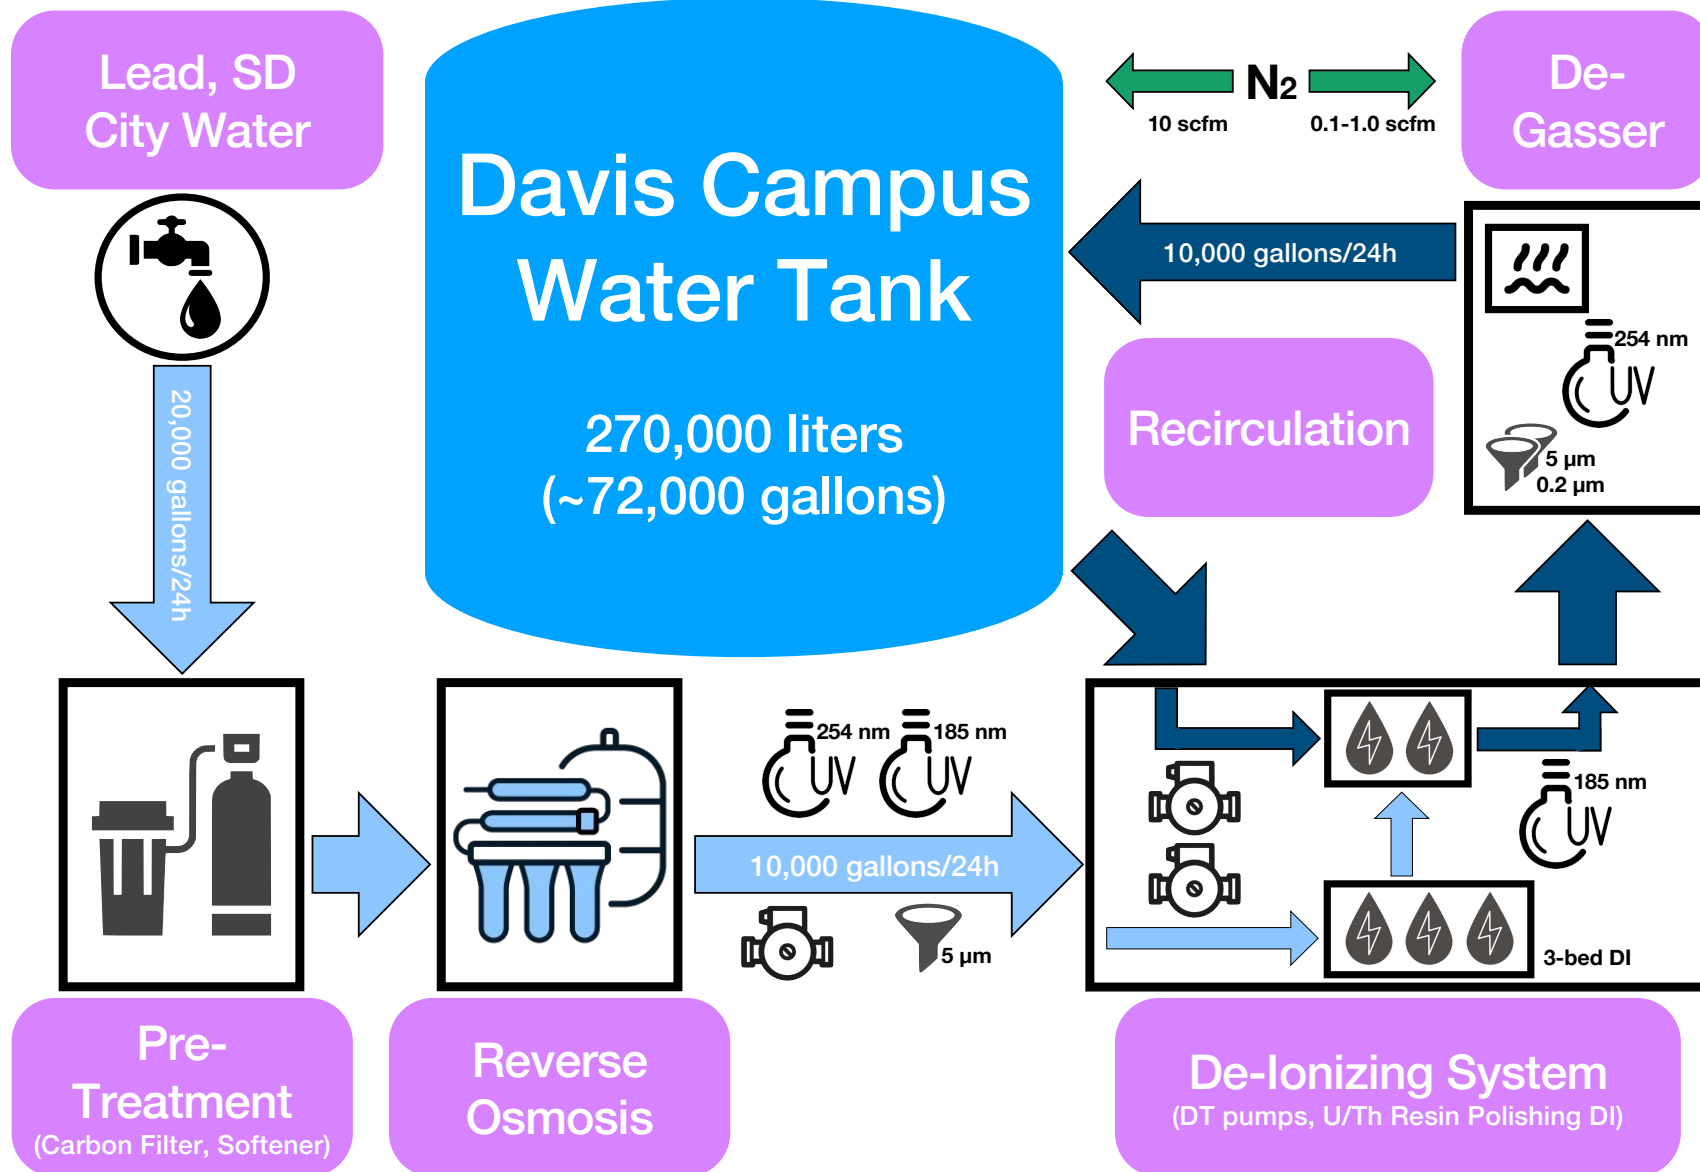 Lead, SD
City Water
20,000 gallons/24h
Davis Campus
Water Tank
270,000 liters
(~72,000 gallons)
N2
10 scfm
0.1-1.0 scfm
De-
Gasser
10,000 gallons/24h
254 nm
UV
5 µm
0.2 µm
Recirculation
254 nm
UV
185 nm
UV
10,000 gallons/24h
5 µm
185 nm
UV
3-bed DI
Pre-
Treatment
(Carbon Filter, Softener)
Reverse
Osmosis
De-Ionizing System
(DT pumps, U/Th Resin Polishing DI)